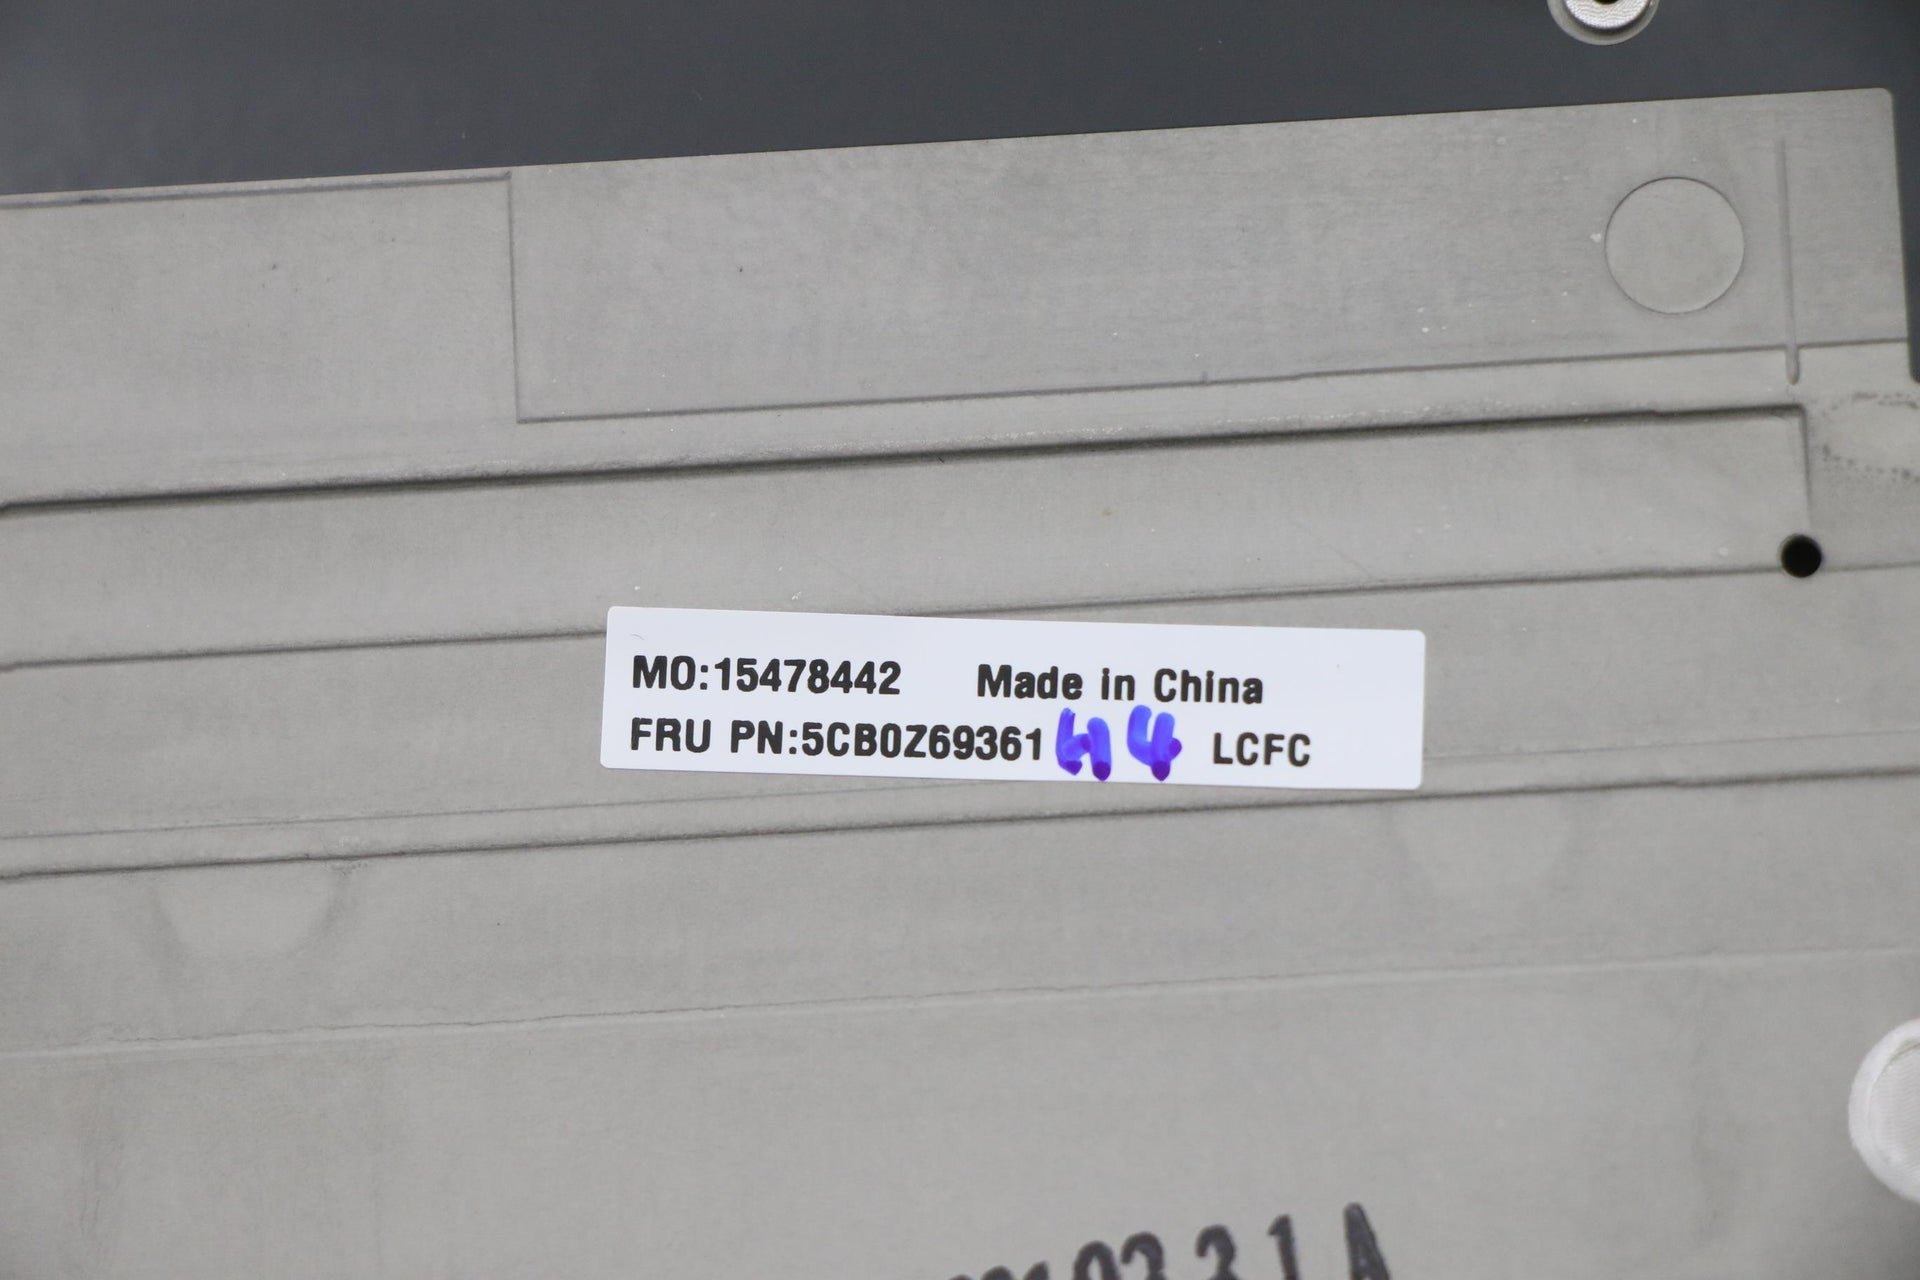 MO:15478442 Made in China
FRU PN:5CB0Z69361 44 LCFC